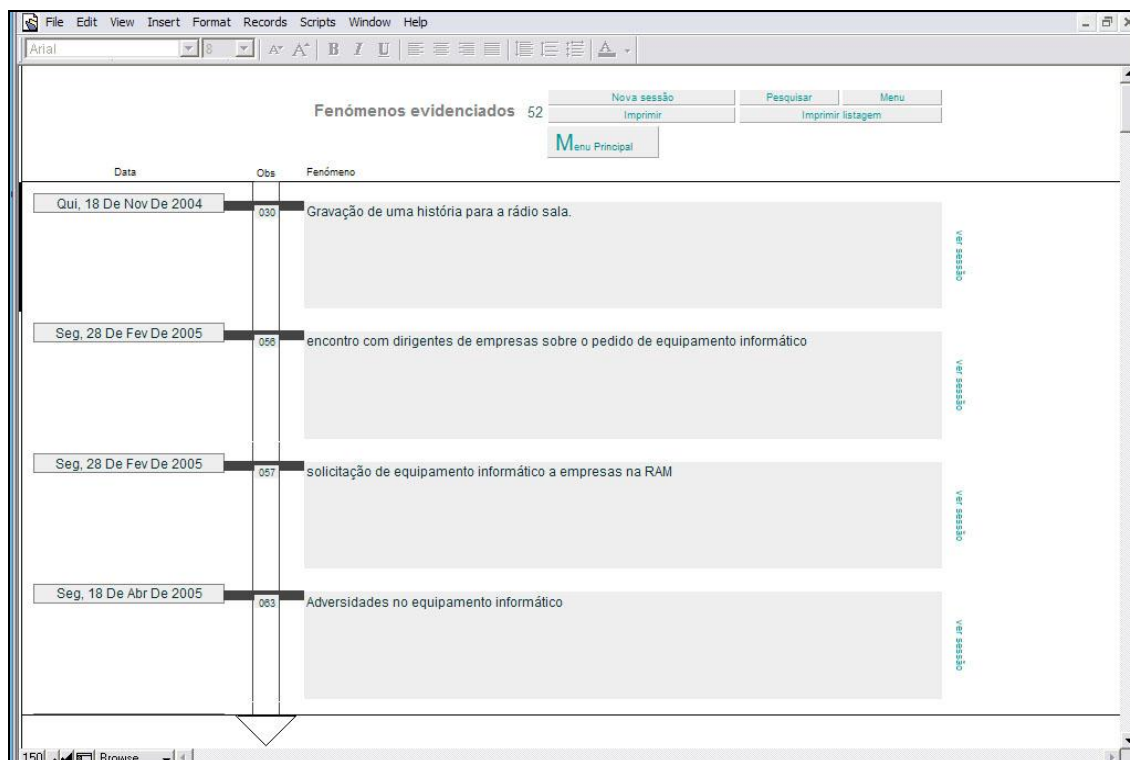 File Edit View Insert Format Records Scripts Window Help
Arial 8 B I U A
Fenómenos evidenciados 52
Nova sessão Pesquisar Menu
Imprimir Imprimir listagem
Menu Principal
Data Obs Fenómeno
Qui, 18 De Nov De 2004 030 Gravação de uma história para a rádio sala.
ver sessão
Seg, 28 De Fev De 2005 056 encontro com dirigentes de empresas sobre o pedido de equipamento informático
ver sessão
Seg, 28 De Fev De 2005 057 solicitação de equipamento informático a empresas na RAM
ver sessão
Seg, 18 De Abr De 2005 063 Adversidades no equipamento informático
ver sessão
150 Browse